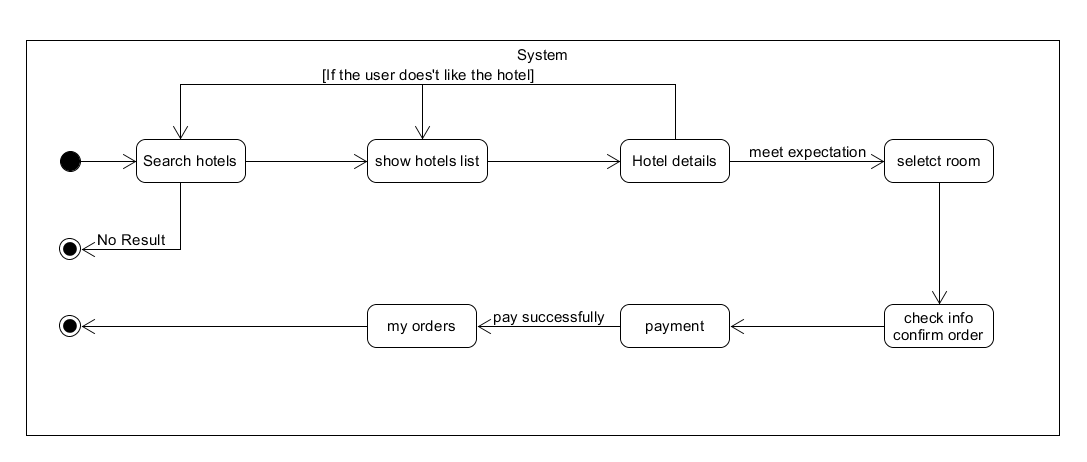 System
[If the user does't like the hotel]
Search hotels
show hotels list
Hotel details
meet expectation
seletct room
No Result
my orders
pay successfully
payment
check info
confirm order